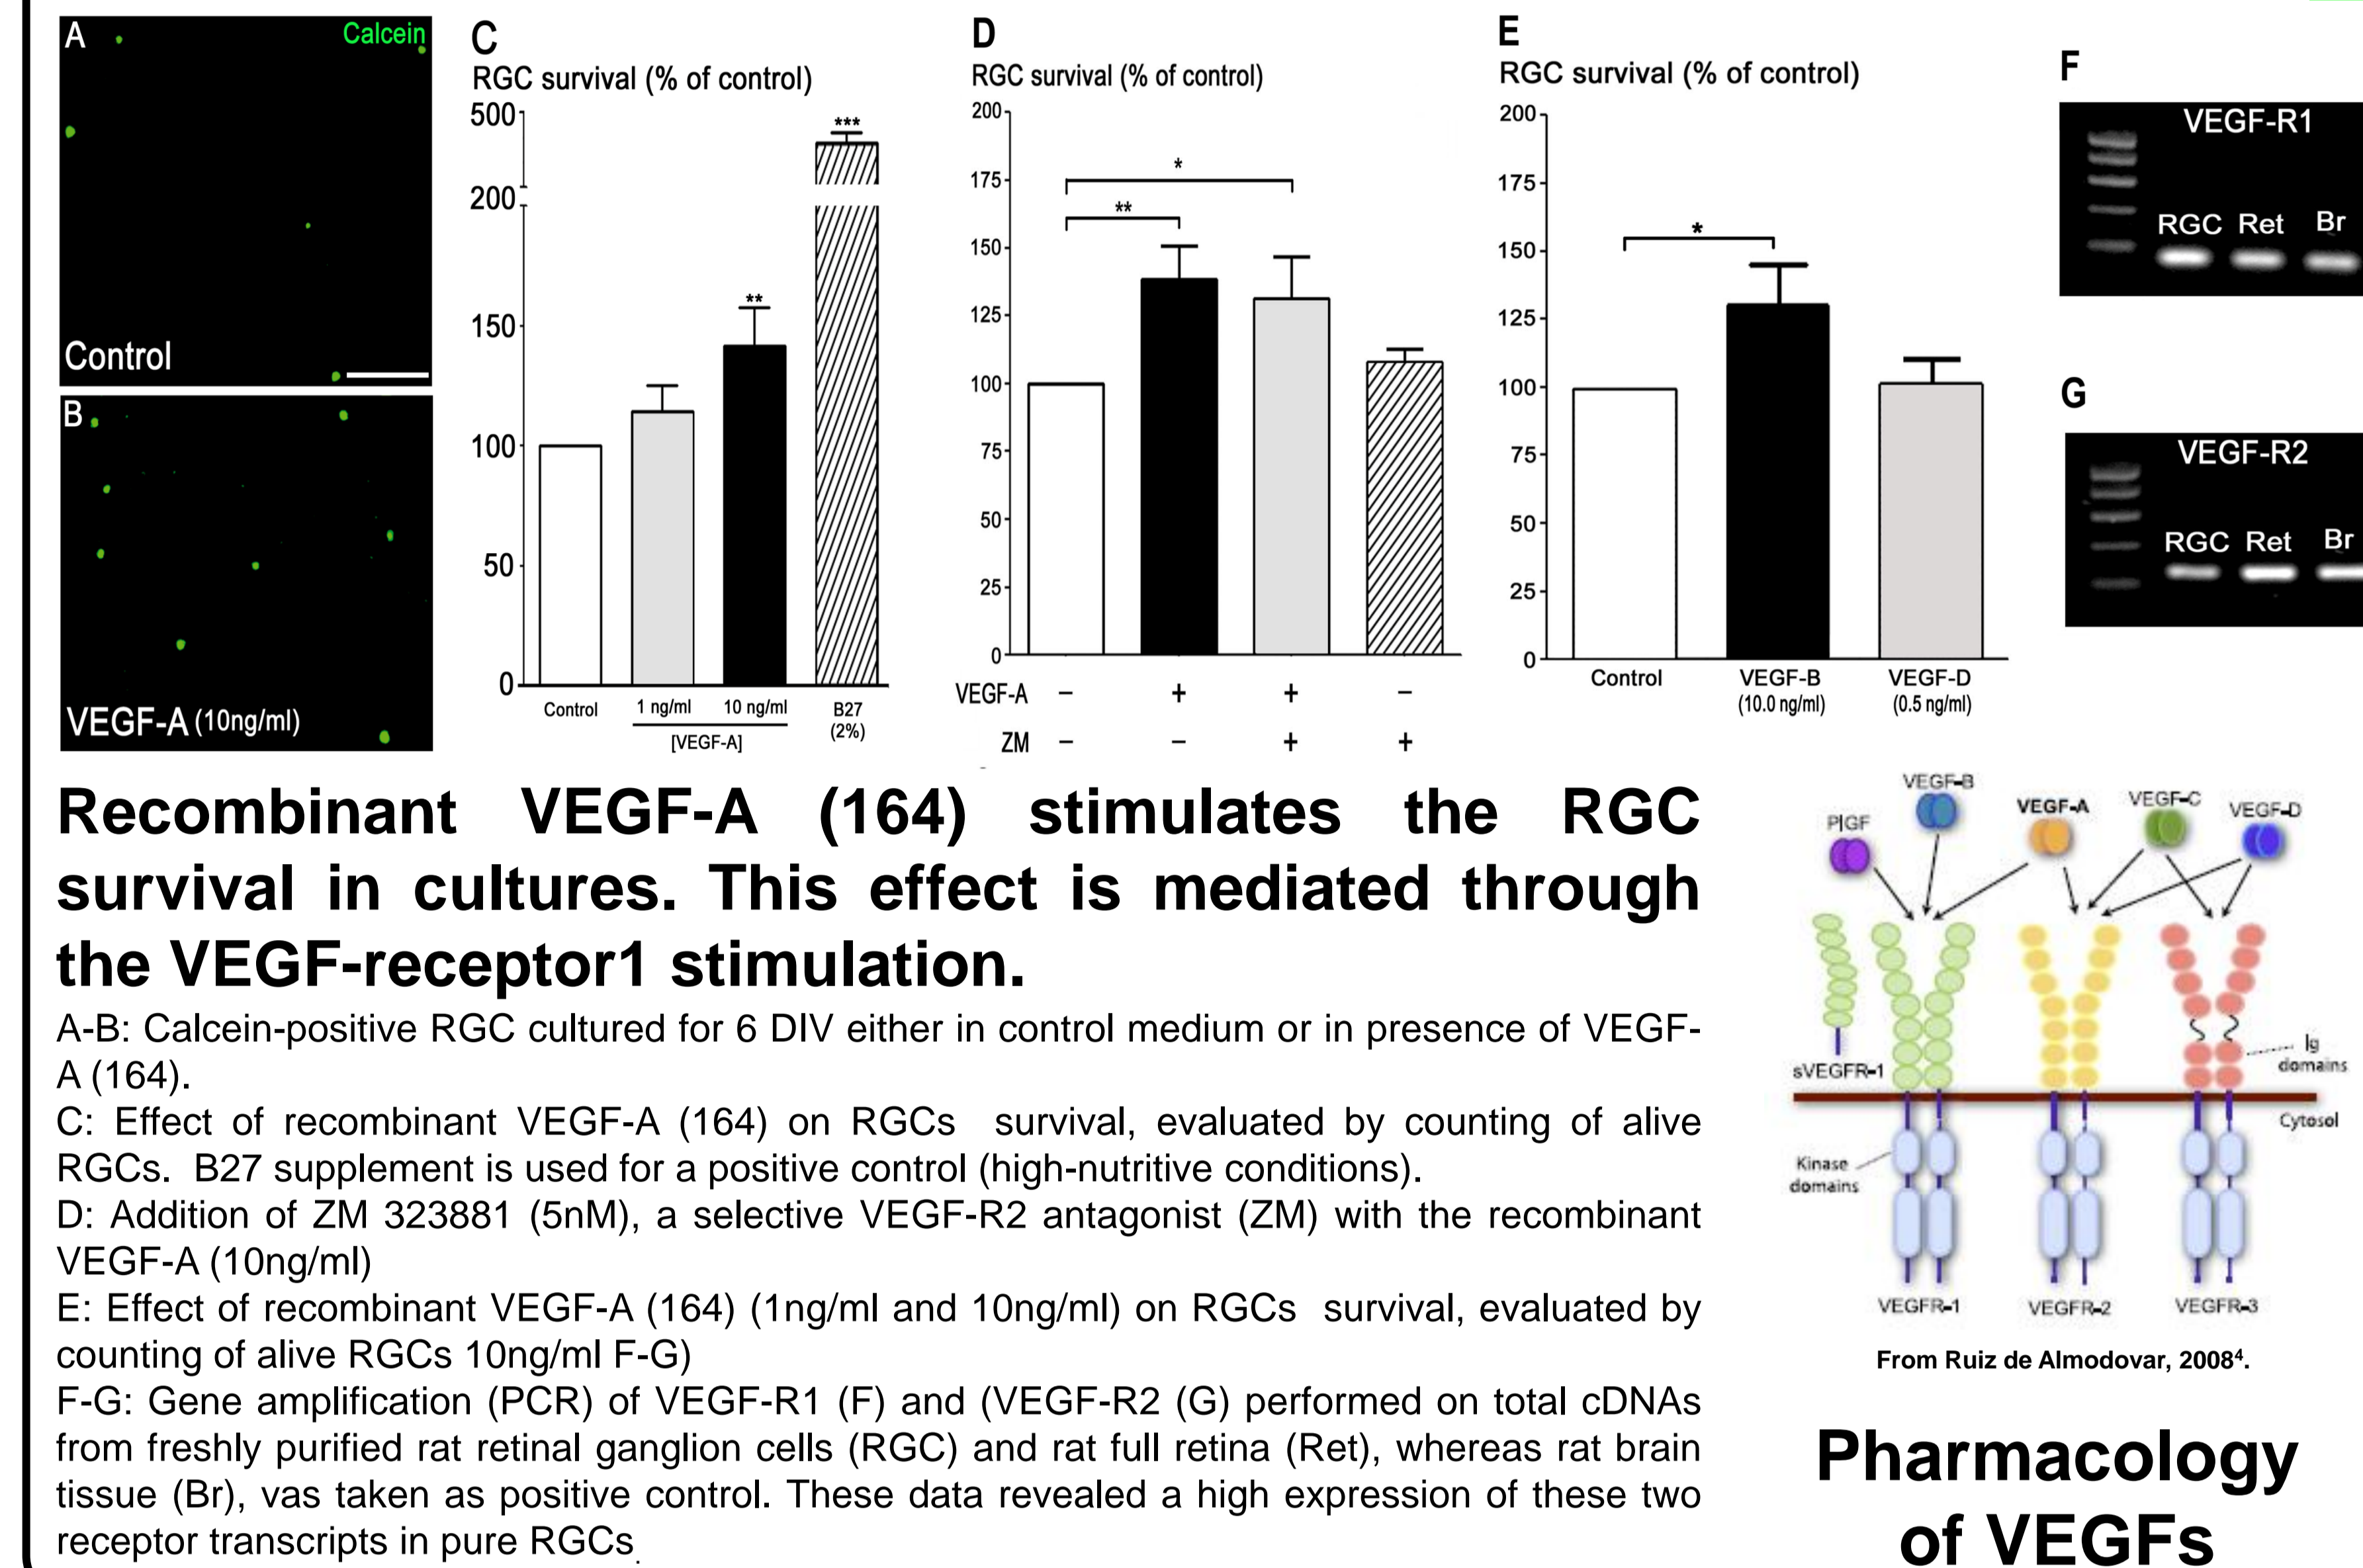 A
Calcein
Control
B
VEGF-A (10ng/ml)
C
RGC survival (% of control)
500
200
150
100
50
0
***
**
Control
1 ng/ml
10 ng/ml
B27
(2%)
[VEGF-A]
D
RGC survival (% of control)
200
175
150
125
100
75
50
25
0
*
**
VEGF-A − + + −
ZM − − + +
E
RGC survival (% of control)
200
175
150
125
100
75
50
25
0
*
Control
VEGF-B
(10.0 ng/ml)
VEGF-D
(0.5 ng/ml)
F
VEGF-R1
RGC Ret Br
G
VEGF-R2
RGC Ret Br
Recombinant VEGF-A (164) stimulates the RGC
survival in cultures. This effect is mediated through
the VEGF-receptor1 stimulation.
A-B: Calcein-positive RGC cultured for 6 DIV either in control medium or in presence of VEGF-
A (164).
C: Effect of recombinant VEGF-A (164) on RGCs survival, evaluated by counting of alive
RGCs. B27 supplement is used for a positive control (high-nutritive conditions).
D: Addition of ZM 323881 (5nM), a selective VEGF-R2 antagonist (ZM) with the recombinant
VEGF-A (10ng/ml)
E: Effect of recombinant VEGF-A (164) (1ng/ml and 10ng/ml) on RGCs survival, evaluated by
counting of alive RGCs 10ng/ml F-G)
F-G: Gene amplification (PCR) of VEGF-R1 (F) and (VEGF-R2 (G) performed on total cDNAs
from freshly purified rat retinal ganglion cells (RGC) and rat full retina (Ret), whereas rat brain
tissue (Br), vas taken as positive control. These data revealed a high expression of these two
receptor transcripts in pure RGCs.
VEGF-B
PlGF
VEGF-A
VEGF-C
VEGF-D
sVEGFR-1
Ig
domains
Cytosol
Kinase
domains
VEGFR-1
VEGFR-2
VEGFR-3
From Ruiz de Almodovar, 2008⁴.
Pharmacology
of VEGFs